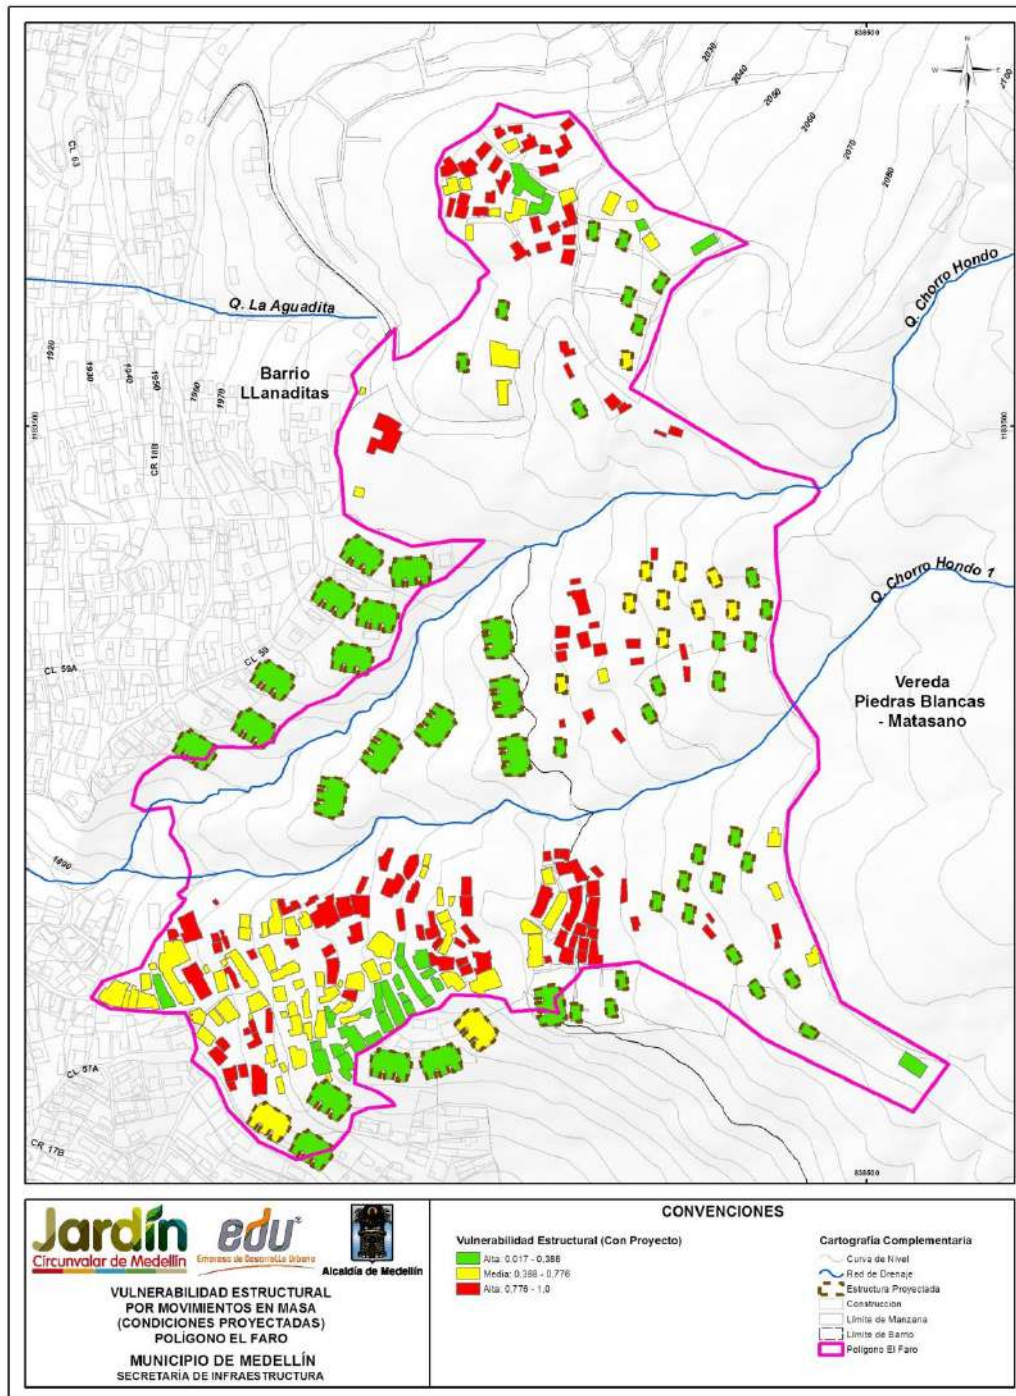 838500
2030
2040
2050
2060
2070
2080
2100
N
W
E
S
CL 63
Q. Chorro Hondo
Q. La Aguadita
1920
1930
1940
1950
1960
1970
Barrio
LLanaditas
1183500
1183500
CR 18B
Q. Chorro Hondo 1
CL 59A
CL 59
Vereda
Piedras Blancas
- Matasano
1890
CL 57A
CR 17B
838500
Jardín
Circunvalar de Medellín
edu®
Empresa de Desarrollo Urbano
Alcaldía de Medellín
VULNERABILIDAD ESTRUCTURAL
POR MOVIMIENTOS EN MASA
(CONDICIONES PROYECTADAS)
POLÍGONO EL FARO
MUNICIPIO DE MEDELLÍN
SECRETARÍA DE INFRAESTRUCTURA
CONVENCIONES
Vulnerabilidad Estructural (Con Proyecto)
Alta: 0,017 - 0,388
Media: 0,388 - 0,776
Alta: 0,776 - 1,0
Cartografía Complementaria
Curva de Nivel
Red de Drenaje
Estructura Proyectada
Construcción
Límite de Manzana
Límite de Barrio
Polígono El Faro